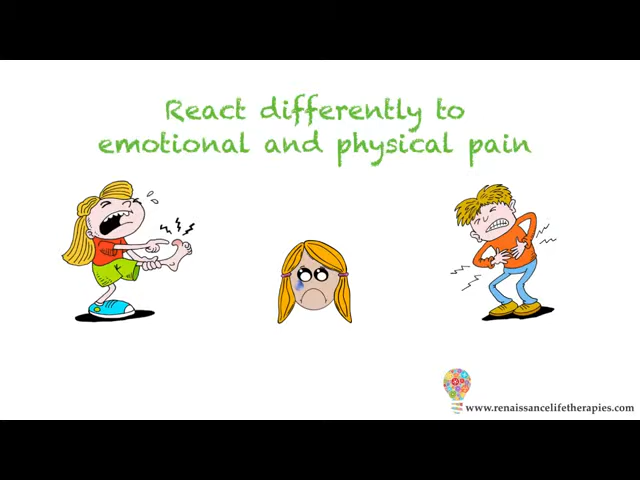 React differently to
emotional and physical pain
www.renaissancelifetherapies.com